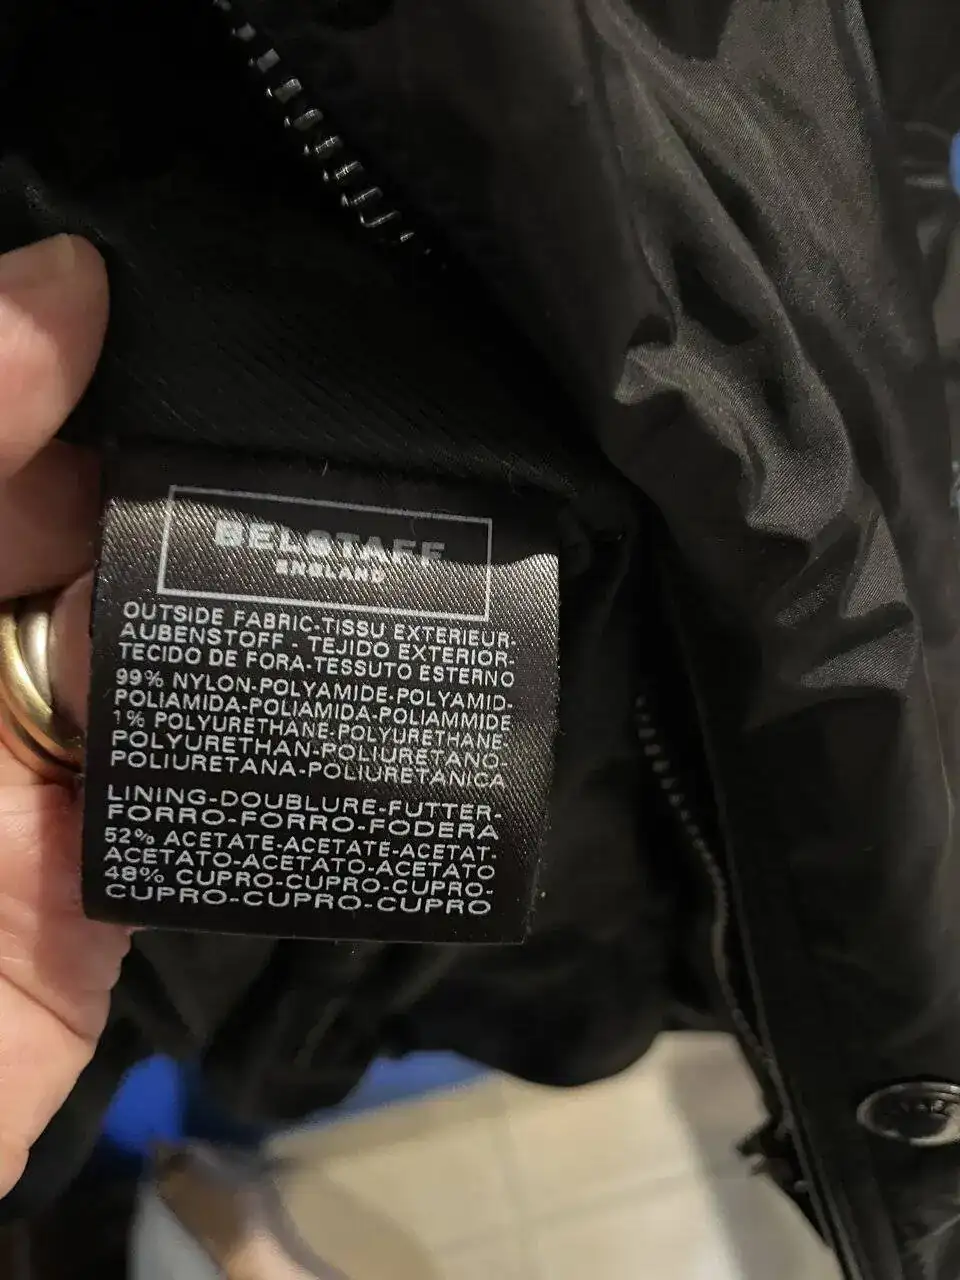 BELSTAFF
ENGLAND
OUTSIDE FABRIC-TISSU EXTERIEUR-
AUBENSTOFF - TEJIDO EXTERIOR-
TECIDO DE FORA-TESSUTO ESTERNO
99% NYLON-POLYAMIDE-POLYAMID-
POLIAMIDA-POLIAMIDA-POLIAMMIDE
1% POLYURETHANE-POLYURETHANE-
POLYURETHAN-POLIURETANO-
POLIURETANA-POLIURETANICA
LINING-DOUBLURE-FUTTER-
FORRO-FORRO-FODERA
52% ACETATE-ACETATE-ACETAT-
ACETATO-ACETATO-ACETATO
48% CUPRO-CUPRO-CUPRO-
CUPRO-CUPRO-CUPRO